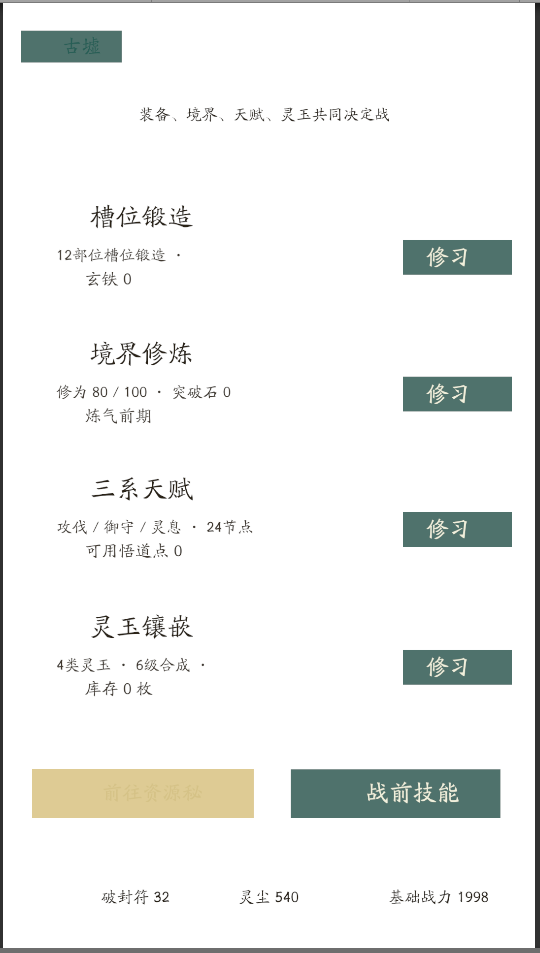 古墟
装备、境界、天赋、灵玉共同决定战
槽位锻造
12部位槽位锻造 ·
玄铁 0
修习
境界修炼
修为 80 / 100 · 突破石 0
炼气前期
修习
三系天赋
攻伐 / 御守 / 灵息 · 24节点
可用悟道点 0
修习
灵玉镶嵌
4类灵玉 · 6级合成 ·
库存 0 枚
修习
前往资源秘
战前技能
破封符 32
灵尘 540
基础战力 1998